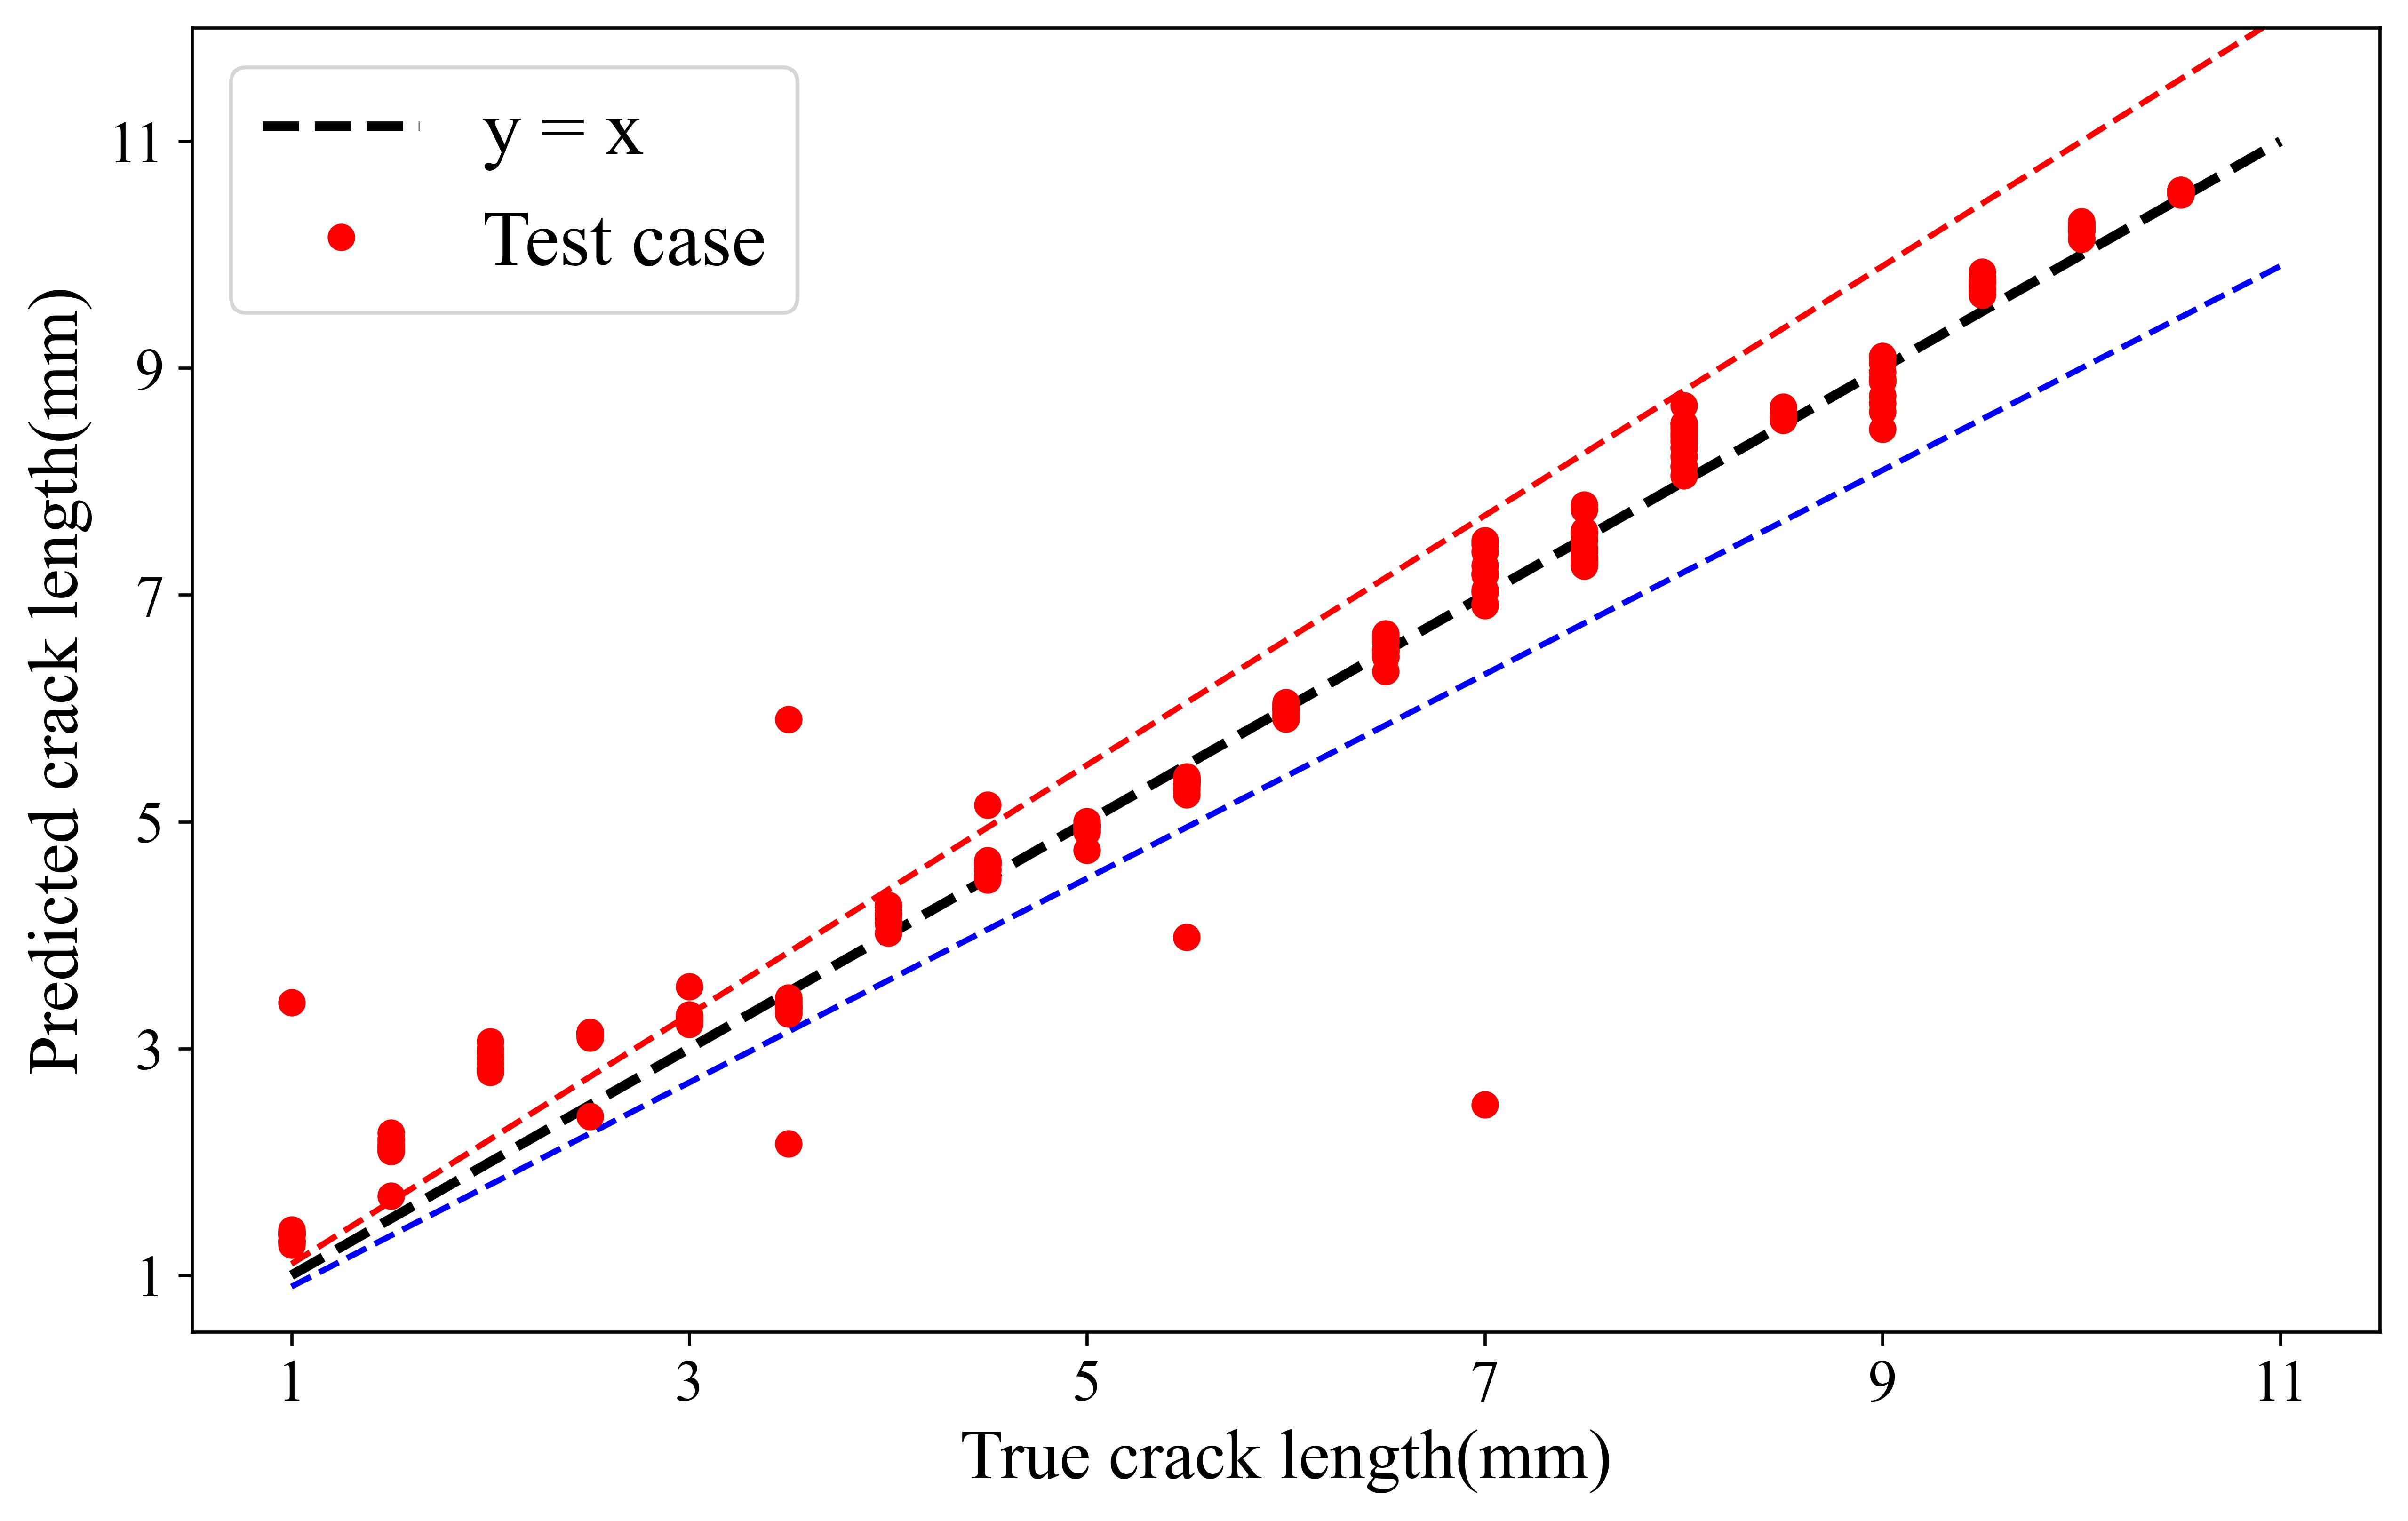 y = x
Test case
Predicted crack length(mm)
11
9
7
5
3
1
1 3 5 7 9 11
True crack length(mm)